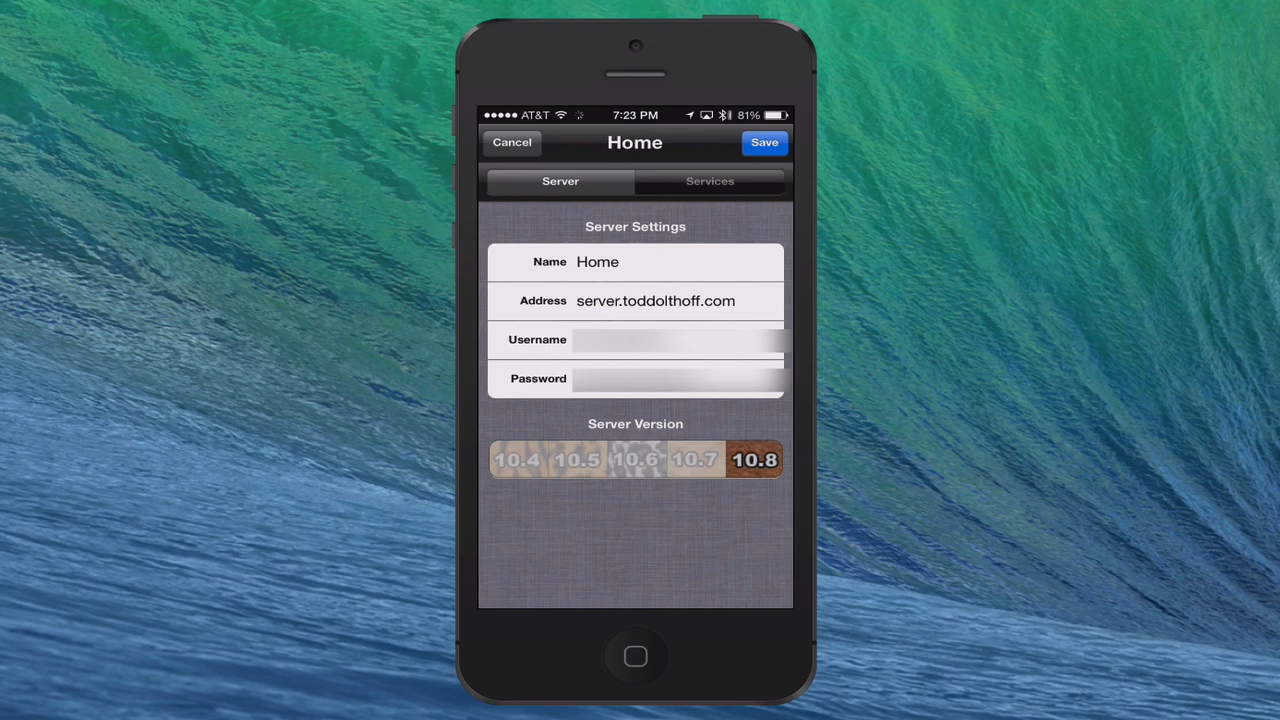 AT&T 7:23 PM 81%
Cancel Home Save
Server Services
Server Settings
Name Home
Address server.toddolthoff.com
Username
Password
Server Version
10.4 10.5 10.6 10.7 10.8